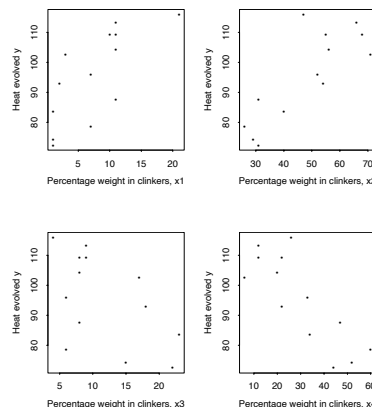 Heat evolved y
80 90 100 110
5 10 15 20
Percentage weight in clinkers, x1
Heat evolved y
80 90 100 110
30 40 50 60 70
Percentage weight in clinkers, x
Heat evolved y
80 90 100 110
5 10 15 20
Percentage weight in clinkers, x3
Heat evolved y
80 90 100 110
10 20 30 40 50 60
Percentage weight in clinkers, x